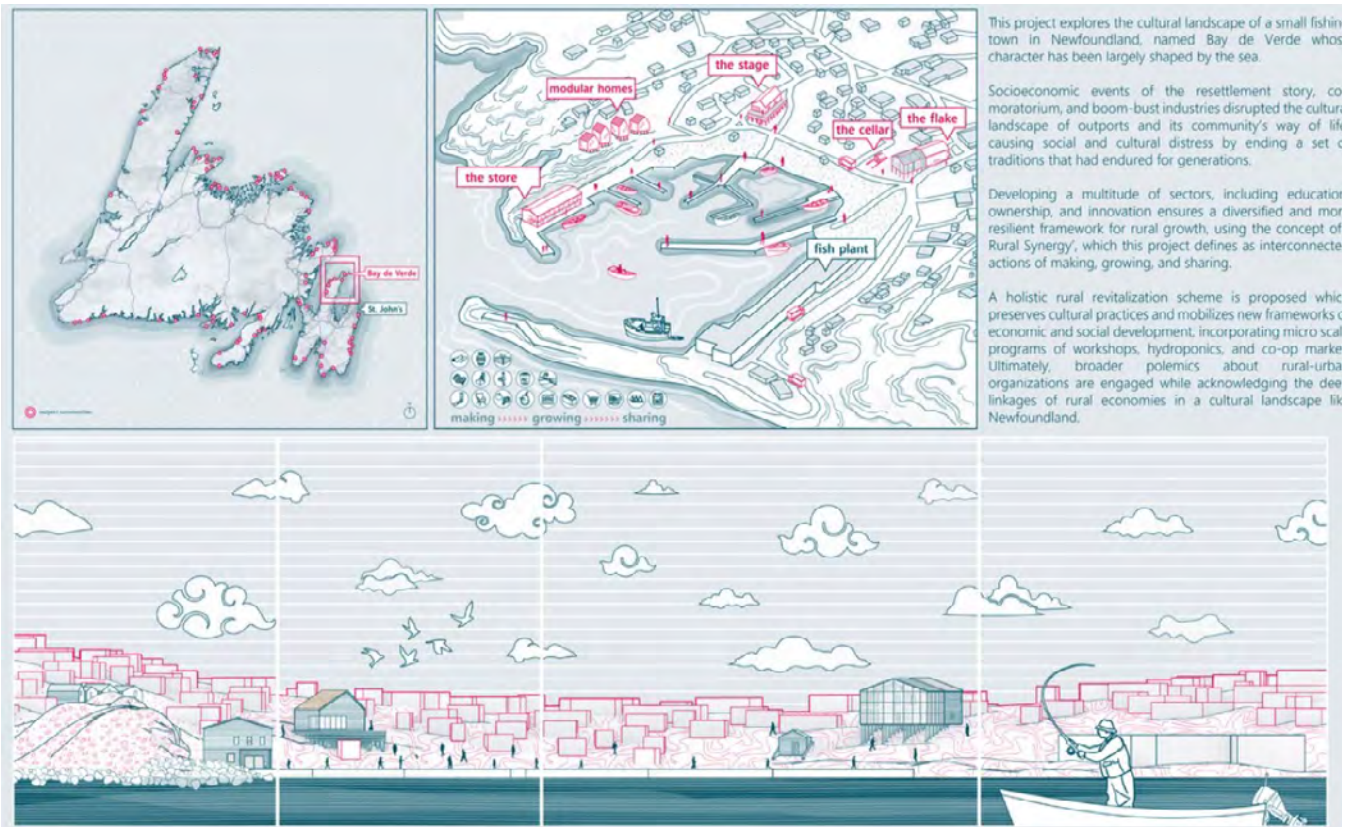 Bay de Verde
St. John's
modular homes
the stage
the cellar
the flake
the store
fish plant
making >>>>>> growing >>>>>>> sharing
This project explores the cultural landscape of a small fishin
town in Newfoundland, named Bay de Verde whos
character has been largely shaped by the sea.
Socioeconomic events of the resettlement story, co
moratorium, and boom-bust industries disrupted the cultura
landscape of outports and its community's way of life
causing social and cultural distress by ending a set o
traditions that had endured for generations.
Developing a multitude of sectors, including education
ownership, and innovation ensures a diversified and mor
resilient framework for rural growth, using the concept of
Rural Synergy', which this project defines as interconnecte
actions of making, growing, and sharing.
A holistic rural revitalization scheme is proposed whic
preserves cultural practices and mobilizes new frameworks o
economic and social development, incorporating micro scal
programs of workshops, hydroponics, and co-op marke
Ultimately, broader polemics about rural-urba
organizations are engaged while acknowledging the dee
linkages of rural economies in a cultural landscape lik
Newfoundland.